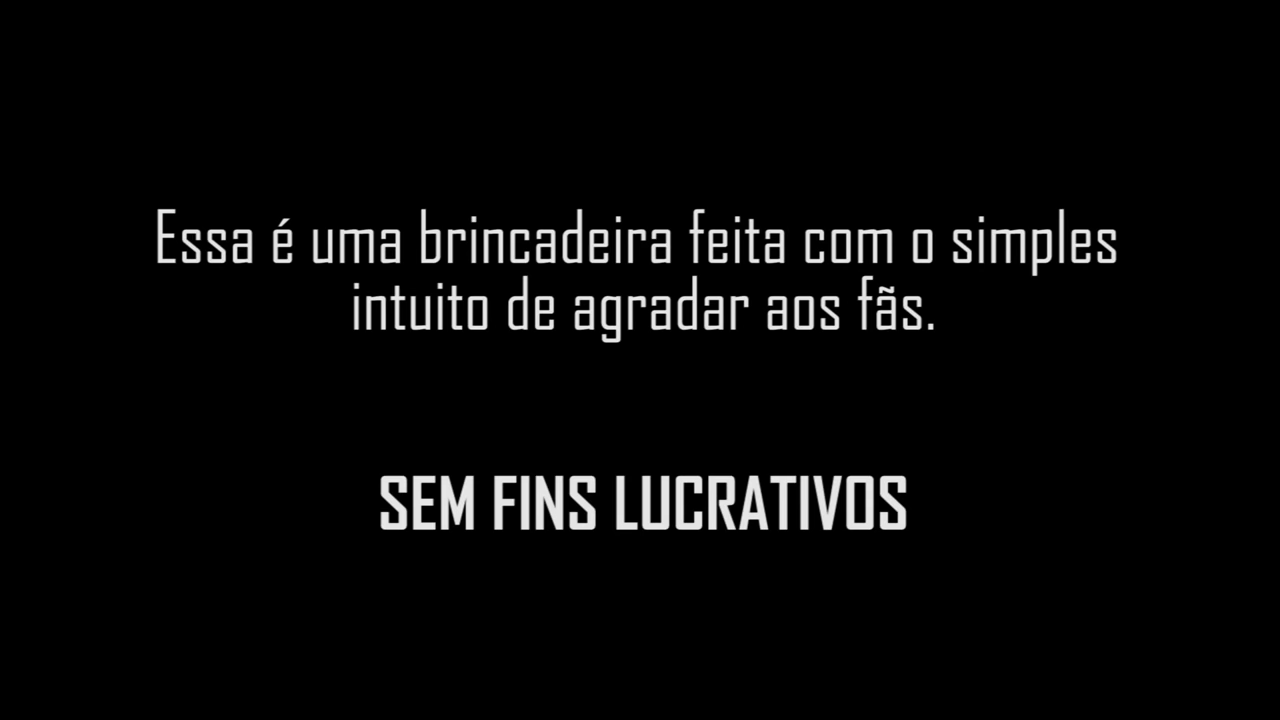 Essa é uma brincadeira feita com o simples
intuito de agradar aos fãs.
SEM FINS LUCRATIVOS